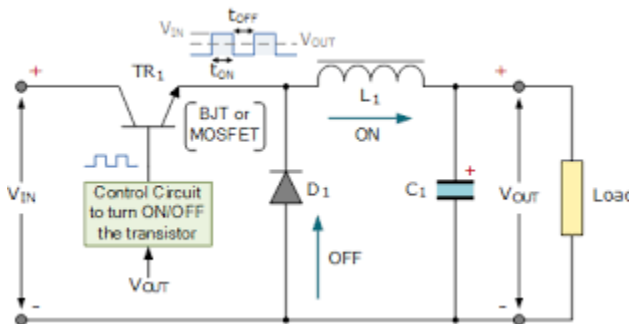 tOFF
VIN
VOUT
tON
+
TR1
L1
+
[BJT or
MOSFET]
ON
+
VIN
Control Circuit
to turn ON/OFF
the transistor
D1
C1
VOUT
Load
OFF
VOUT
-
-